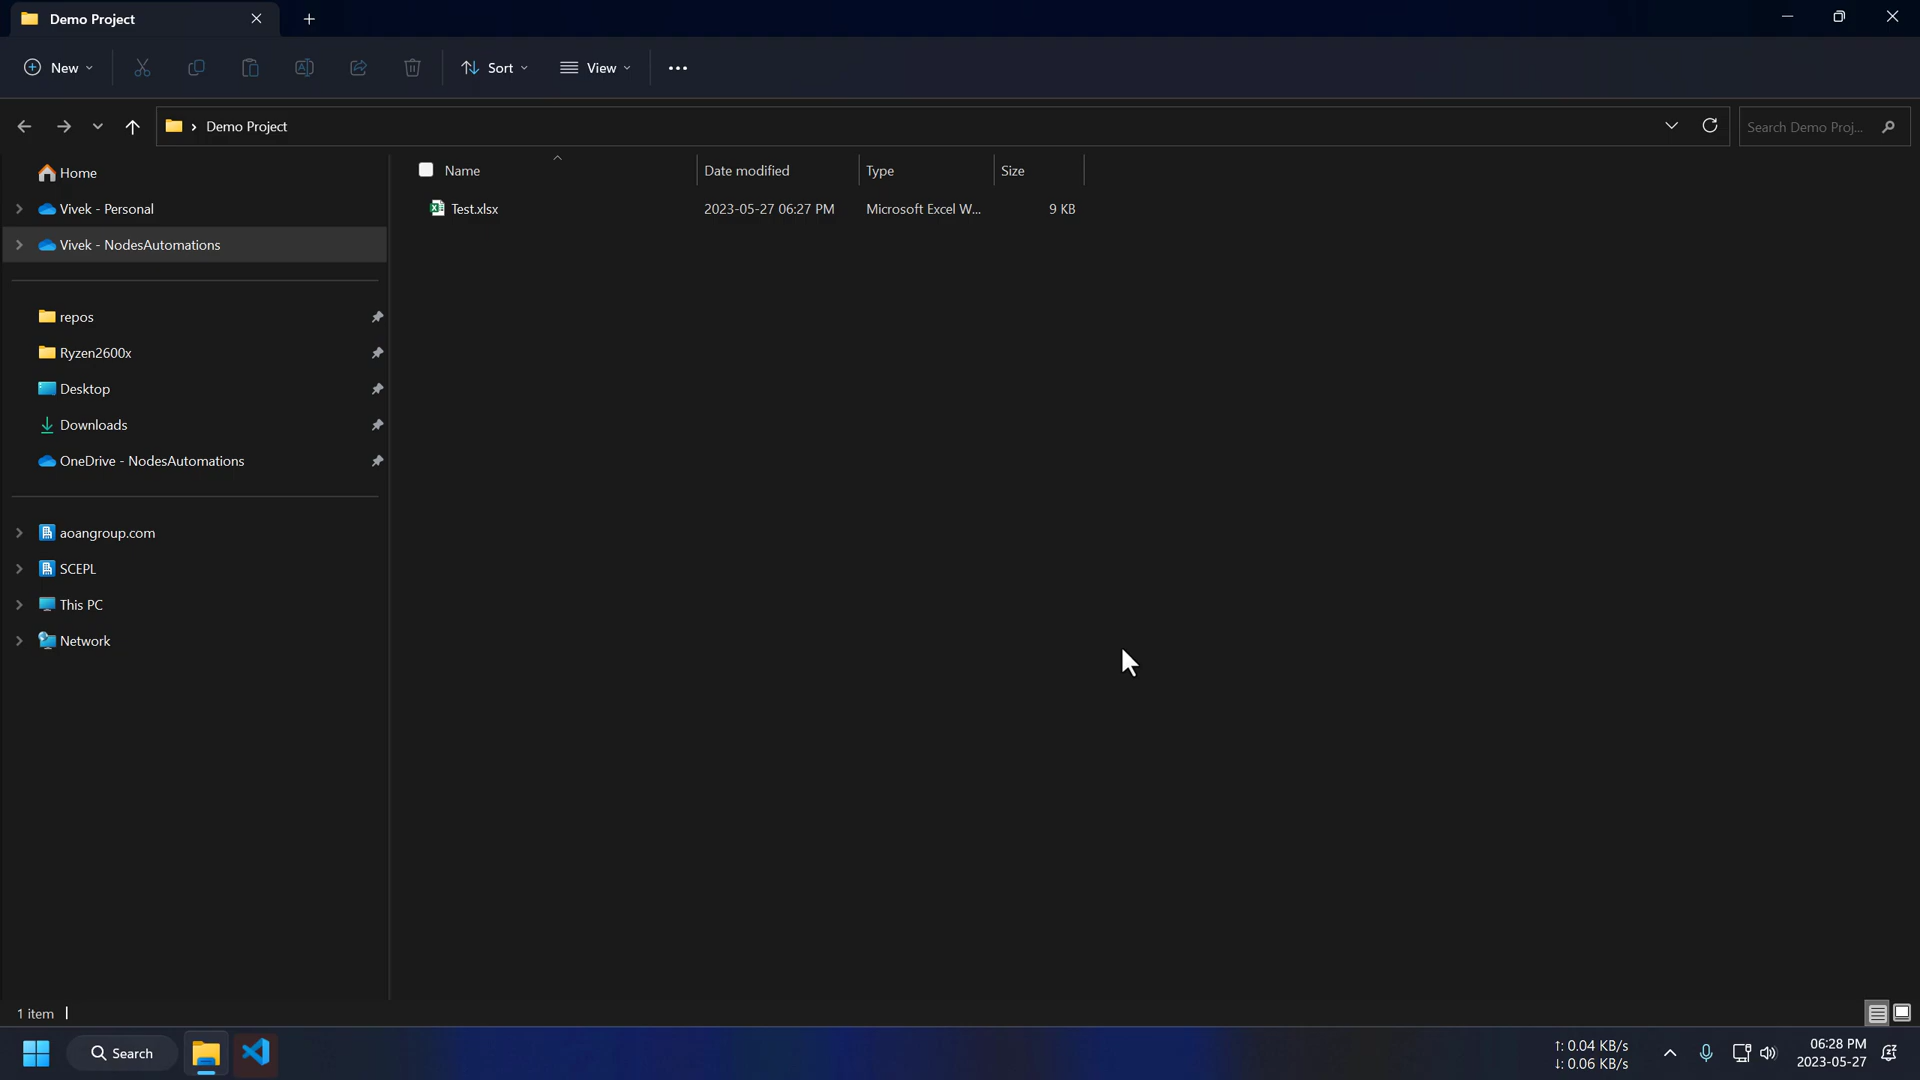 Demo Project
New
Sort
View
Demo Project
Search Demo Proj...
Home
Vivek - Personal
Vivek - NodesAutomations
repos
Ryzen2600x
Desktop
Downloads
OneDrive - NodesAutomations
aoangroup.com
SCEPL
This PC
Network
Name Date modified Type Size
Test.xlsx 2023-05-27 06:27 PM Microsoft Excel W... 9 KB
1 item
Search
↑: 0.04 KB/s
↓: 0.06 KB/s
06:28 PM
2023-05-27